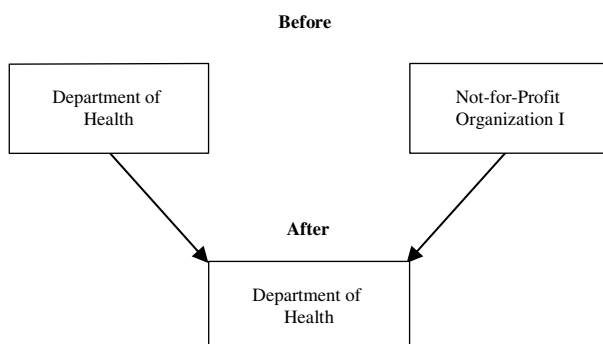 Before
Department of
Health
Not-for-Profit
Organization I
After
Department of
Health